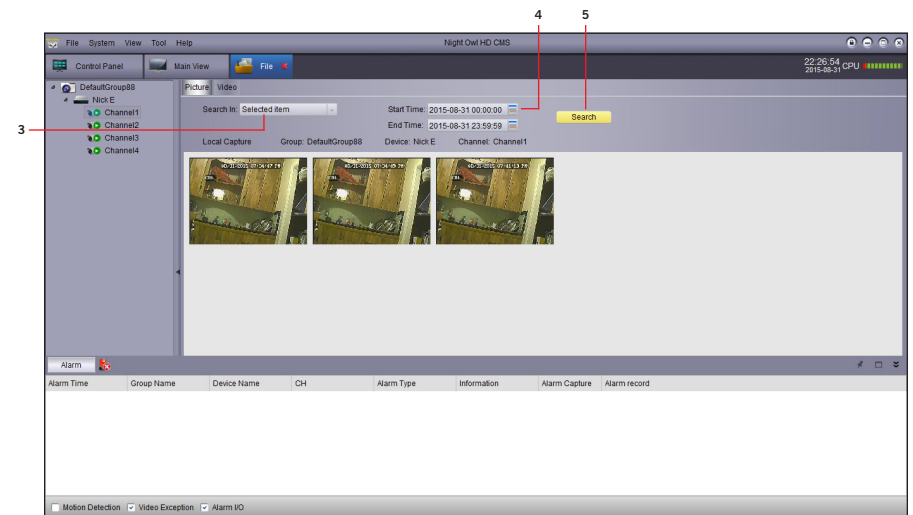 4 5
File System View Tool Help Night Owl HD CMS
Control Panel Main View File 22:26:54 2015-08-31 CPU
DefaultGroup88
Nick E
Channel1
Channel2
Channel3
Channel4
Picture Video
3
Search In: Selected item Start Time: 2015-08-31 00:00:00 Search
End Time: 2015-08-31 23:59:59
Local Capture Group: DefaultGroup88 Device: Nick E Channel: Channel1
Alarm
Alarm Time Group Name Device Name CH Alarm Type Information Alarm Capture Alarm record
Motion Detection Video Exception Alarm I/O